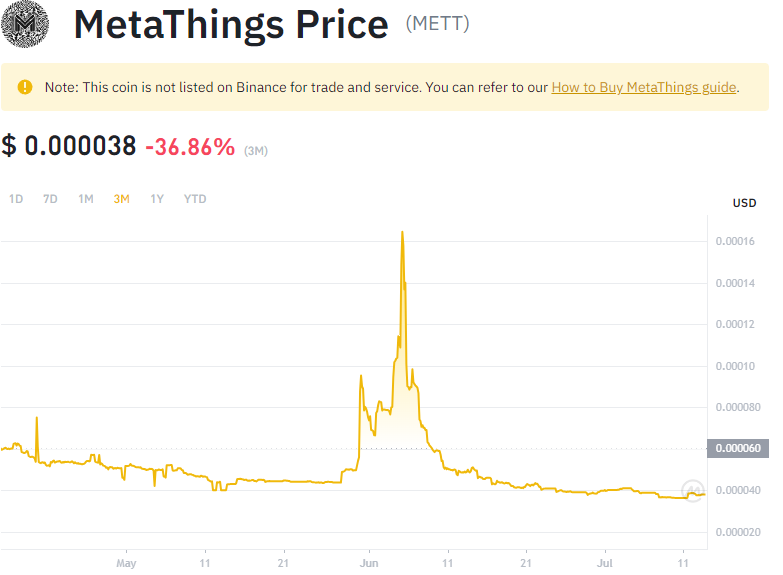 MetaThings Price (METT)
Note: This coin is not listed on Binance for trade and service. You can refer to our How to Buy MetaThings guide.
$ 0.000038 -36.86% (3M)
1D 7D 1M 3M 1Y YTD
USD
0.00016
0.00014
0.00012
0.00010
0.000080
0.000060
0.000040
0.000020
May 11 21 Jun 11 21 Jul 11